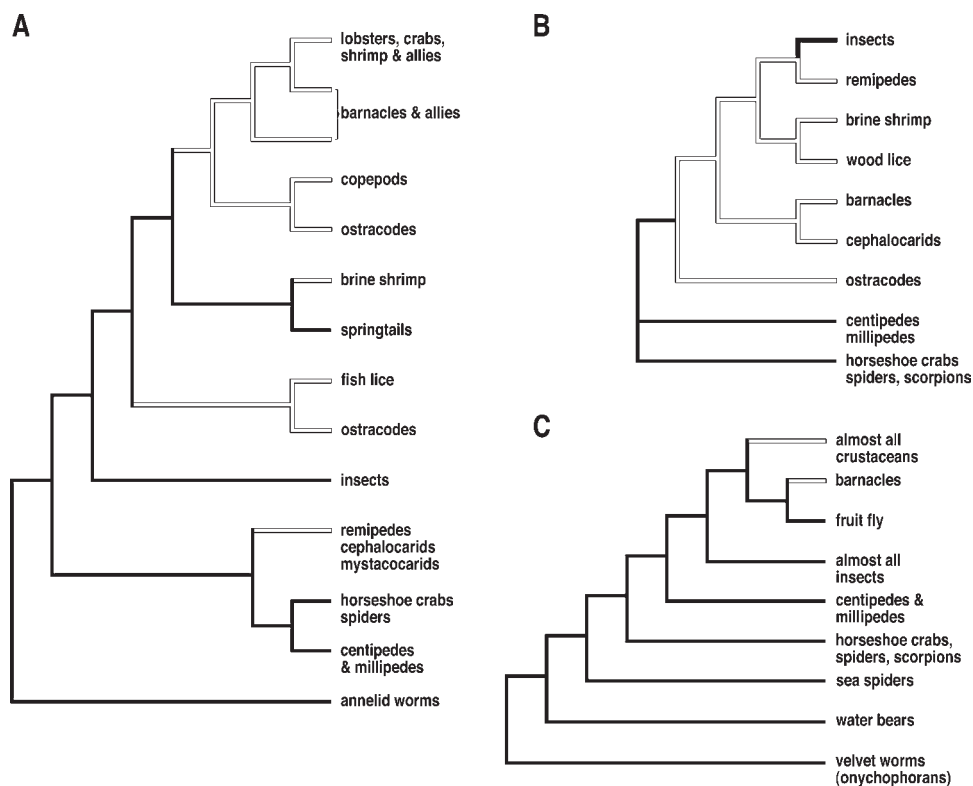 A
lobsters, crabs,
shrimp & allies
barnacles & allies
copepods
ostracodes
brine shrimp
springtails
fish lice
ostracodes
insects
remipedes
cephalocarids
mystacocarids
horseshoe crabs
spiders
centipedes
& millipedes
annelid worms
B
insects
remipedes
brine shrimp
wood lice
barnacles
cephalocarids
ostracodes
centipedes
millipedes
horseshoe crabs
spiders, scorpions
C
almost all
crustaceans
barnacles
fruit fly
almost all
insects
centipedes &
millipedes
horseshoe crabs,
spiders, scorpions
sea spiders
water bears
velvet worms
(onychophorans)